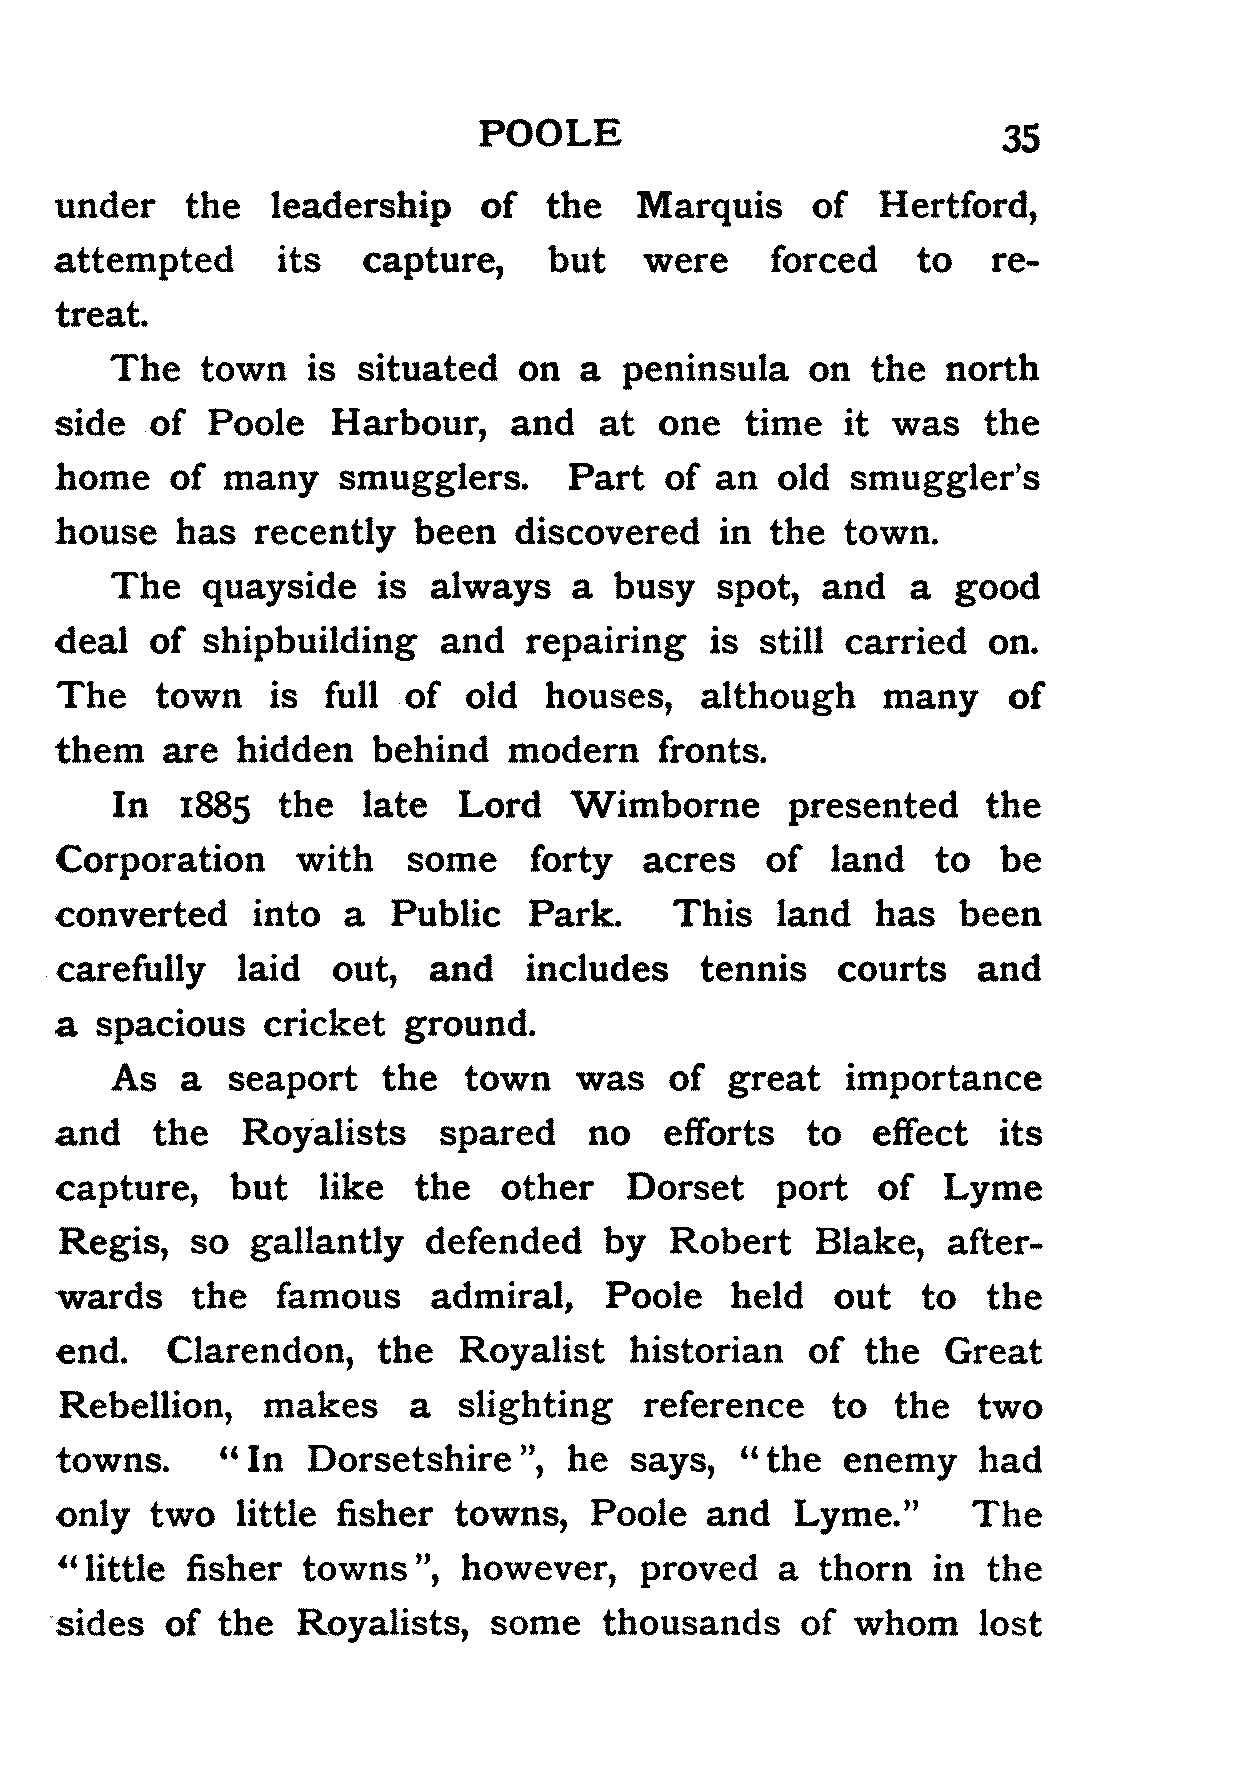 POOLE 35
under the leadership of the Marquis of Hertford,
attempted its capture, but were forced to re-
treat.
The town is situated on a peninsula on the north
side of Poole Harbour, and at one time it was the
home of many smugglers. Part of an old smuggler's
house has recently been discovered in the town.
The quayside is always a busy spot, and a good
deal of shipbuilding and repairing is still carried on.
The town is full of old houses, although many of
them are hidden behind modern fronts.
In 1885 the late Lord Wimborne presented the
Corporation with some forty acres of land to be
converted into a Public Park. This land has been
carefully laid out, and includes tennis courts and
a spacious cricket ground.
As a seaport the town was of great importance
and the Royalists spared no efforts to effect its
capture, but like the other Dorset port of Lyme
Regis, so gallantly defended by Robert Blake, after-
wards the famous admiral, Poole held out to the
end. Clarendon, the Royalist historian of the Great
Rebellion, makes a slighting reference to the two
towns. "In Dorsetshire", he says, "the enemy had
only two little fisher towns, Poole and Lyme." The
"little fisher towns", however, proved a thorn in the
sides of the Royalists, some thousands of whom lost